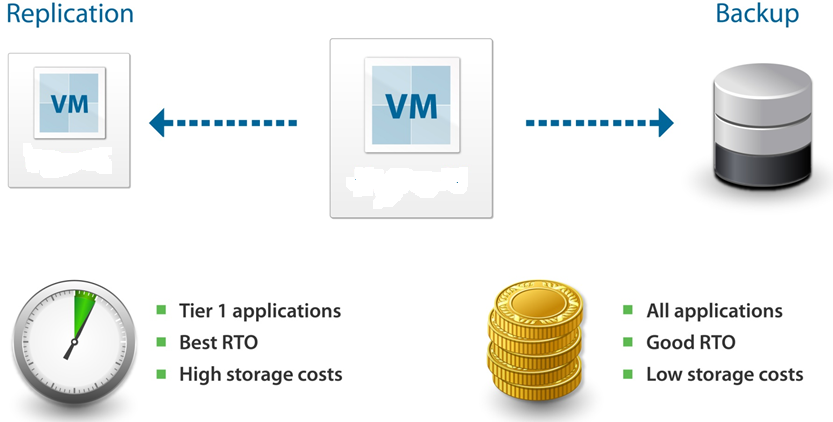 Replication
Backup
VM
VM
Tier 1 applications
Best RTO
High storage costs
All applications
Good RTO
Low storage costs